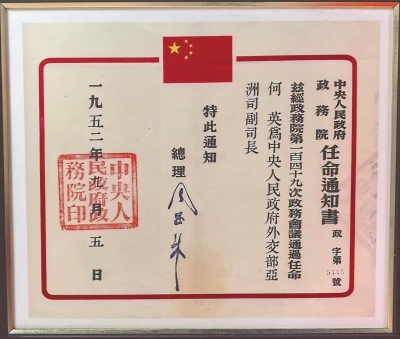 中央人民政府
政務院
任命通知書
政字第 號
茲經政務院第一百四十九次政務會議通過任命
何 英爲中央人民政府外交部亞
洲司副司長
特此通知
總理 周恩来
一九五二年九月五日
中央人
民政府政
務院印